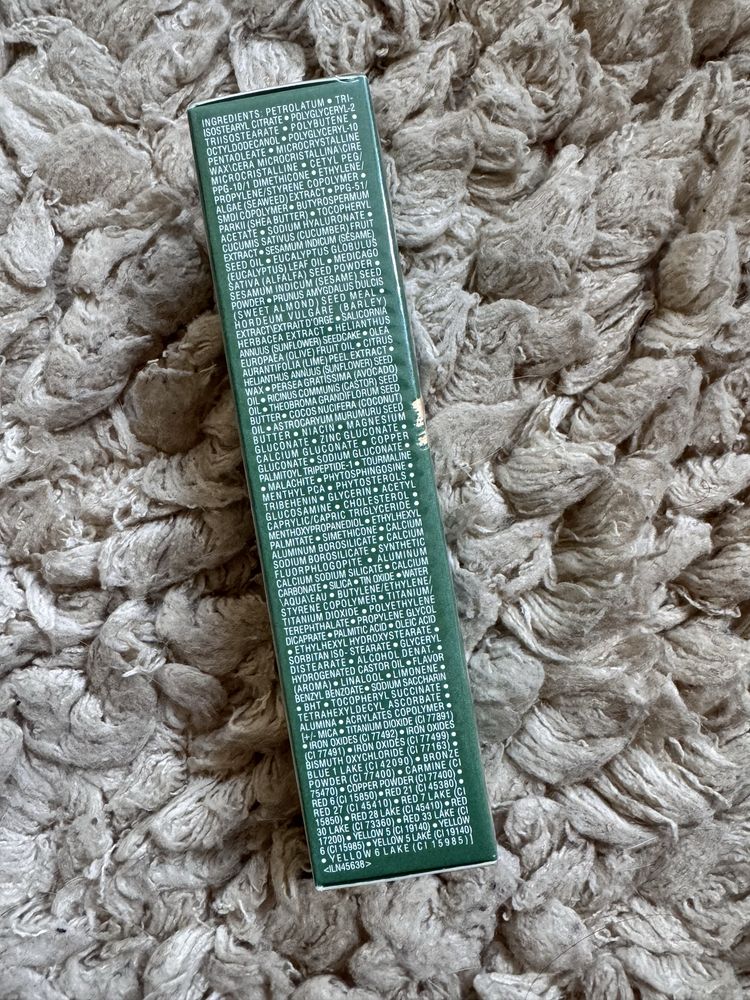 INGREDIENTS: PETROLATUM • TRI-
ISOSTEARYL CITRATE • POLYGLYCERYL-2
TRIISOSTEARATE • POLYBUTENE •
OCTYLDODECANOL • POLYGLYCERYL-10
PENTAOLEATE • MICROCRYSTALLINE
WAX\CERA MICROCRISTALLINA\CIRE
MICROCRISTALLINE • CETYL PEG/
PPG-10/1 DIMETHICONE • ETHYLENE/
PROPYLENE/STYRENE COPOLYMER •
ALGAE (SEAWEED) EXTRACT • PPG-51/
SMDI COPOLYMER • BUTYROSPERMUM
PARKII (SHEA BUTTER) • TOCOPHERYL
ACETATE • SODIUM HYALURONATE •
CUCUMIS SATIVUS (CUCUMBER) FRUIT
EXTRACT • SESAMUM INDICUM (SESAME)
SEED OIL • EUCALYPTUS GLOBULUS
(EUCALYPTUS) LEAF OIL • MEDICAGO
SATIVA (ALFALFA) SEED POWDER •
SESAMUM INDICUM (SESAME) SEED
POWDER • PRUNUS AMYGDALUS DULCIS
(SWEET ALMOND) SEED MEAL •
HORDEUM VULGARE (BARLEY)
EXTRACT\EXTRAIT D'ORGE • SALICORNIA
HERBACEA EXTRACT • HELIANTHUS
ANNUUS (SUNFLOWER) SEEDCAKE • OLEA
EUROPAEA (OLIVE) FRUIT OIL • CITRUS
AURANTIFOLIA (LIME) PEEL EXTRACT •
HELIANTHUS ANNUUS (SUNFLOWER) SEED
WAX • PERSEA GRATISSIMA (AVOCADO)
OIL • RICINUS COMMUNIS (CASTOR) SEED
OIL • THEOBROMA GRANDIFLORUM SEED
BUTTER • COCOS NUCIFERA (COCONUT)
OIL • ASTROCARYUM MURUMURU SEED
BUTTER • NIACIN • MAGNESIUM
GLUCONATE • ZINC GLUCONATE •
CALCIUM GLUCONATE • COPPER
GLUCONATE • SODIUM GLUCONATE •
PALMITOYL TRIPEPTIDE-1 • TOURMALINE
• MALACHITE • PHYTOSPHINGOSINE •
MENTHYL PCA • PHYTOSTEROLS •
TRIBEHENIN • GLYCERIN • ACETYL
GLUCOSAMINE • CHOLESTEROL •
CAPRYLIC/CAPRIC TRIGLYCERIDE •
MENTHOXYPROPANEDIOL • ETHYLHEXYL
PALMITATE • SIMETHICONE • CALCIUM
ALUMINUM BOROSILICATE • CALCIUM
SODIUM BOROSILICATE • SYNTHETIC
FLUORPHLOGOPITE • ALUMINUM
CALCIUM SODIUM SILICATE • CALCIUM
CARBONATE • SILICA • TIN OXIDE • WATER
\AQUA\EAU • BUTYLENE/ETHYLENE/
STYRENE COPOLYMER • TITANIUM/
TITANIUM DIOXIDE • POLYETHYLENE
TEREPHTHALATE • PROPYLENE GLYCOL
DICAPRATE • PALMITIC ACID • OLEIC ACID
• ETHYLHEXYL HYDROXYSTEARATE •
SORBITAN ISO- STEARATE • GLYCERYL
DISTEARATE • ALCOHOL DENAT. •
HYDROGENATED CASTOR OIL • FLAVOR
(AROMA) • LINALOOL • LIMONENE •
BENZYL BENZOATE • SODIUM SACCHARIN
• BHT • TOCOPHERYL SUCCINATE •
TETRAHEXYLDECYL ASCORBATE •
ALUMINA • ACRYLATES COPOLYMER •
[+/- MICA • TITANIUM DIOXIDE (CI 77891)
• IRON OXIDES (CI 77492) • IRON OXIDES
(CI 77491) • IRON OXIDES (CI 77499) •
BISMUTH OXYCHLORIDE (CI 77163) •
BLUE 1 LAKE (CI 42090) • BRONZE
POWDER (CI 77400) • CARMINE (CI
75470) • COPPER POWDER (CI 77400) •
RED 6 (CI 15850) • RED 21 (CI 45380) •
RED 27 (CI 45410) • RED 7 LAKE (CI
15850) • RED 28 LAKE (CI 45410) • RED
30 LAKE (CI 73360) • RED 33 LAKE (CI
17200) • YELLOW 5 (CI 19140) • YELLOW
6 (CI 15985) • YELLOW 5 LAKE (CI 19140)
• YELLOW 6 LAKE (CI 15985)]
<ILN45638>